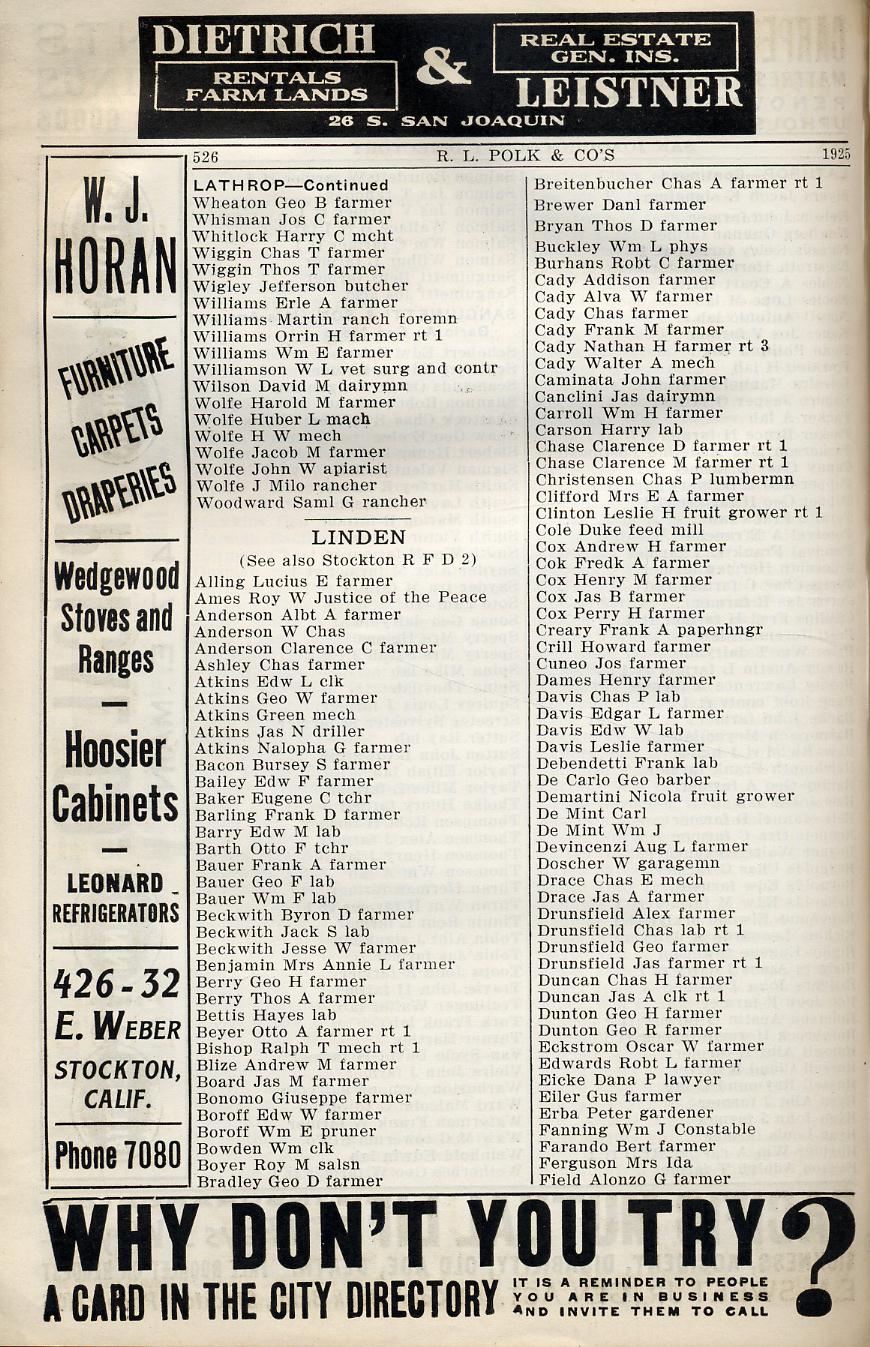 DIETRICH
RENTALS
FARM LANDS
&
REAL ESTATE
GEN. INS.
LEISTNER
26 S. SAN JOAQUIN
526 R. L. POLK & CO'S 1925
W. J.
HORAN
FURNITURE
CARPETS
DRAPERIES
Wedgewood
Stoves and
Ranges
—
Hoosier
Cabinets
—
LEONARD
REFRIGERATORS
426-32
E. WEBER
STOCKTON,
CALIF.
Phone 7080
LATHROP—Continued
Wheaton Geo B farmer
Whisman Jos C farmer
Whitlock Harry C mcht
Wiggin Chas T farmer
Wiggin Thos T farmer
Wigley Jefferson butcher
Williams Erle A farmer
Williams Martin ranch foremn
Williams Orrin H farmer rt 1
Williams Wm E farmer
Williamson W L vet surg and contr
Wilson David M dairymn
Wolfe Harold M farmer
Wolfe Huber L mach
Wolfe H W mech
Wolfe Jacob M farmer
Wolfe John W apiarist
Wolfe J Milo rancher
Woodward Saml G rancher
LINDEN
(See also Stockton R F D 2)
Alling Lucius E farmer
Ames Roy W Justice of the Peace
Anderson Albt A farmer
Anderson W Chas
Anderson Clarence C farmer
Ashley Chas farmer
Atkins Edw L clk
Atkins Geo W farmer
Atkins Green mech
Atkins Jas N driller
Atkins Nalopha G farmer
Bacon Bursey S farmer
Bailey Edw F farmer
Baker Eugene C tchr
Barling Frank D farmer
Barry Edw M lab
Barth Otto F tchr
Bauer Frank A farmer
Bauer Geo F lab
Bauer Wm F lab
Beckwith Byron D farmer
Beckwith Jack S lab
Beckwith Jesse W farmer
Benjamin Mrs Annie L farmer
Berry Geo H farmer
Berry Thos A farmer
Bettis Hayes lab
Beyer Otto A farmer rt 1
Bishop Ralph T mech rt 1
Blize Andrew M farmer
Board Jas M farmer
Bonomo Giuseppe farmer
Boroff Edw W farmer
Boroff Wm E pruner
Bowden Wm clk
Boyer Roy M salsn
Bradley Geo D farmer
Breitenbucher Chas A farmer rt 1
Brewer Danl farmer
Bryan Thos D farmer
Buckley Wm L phys
Burhans Robt C farmer
Cady Addison farmer
Cady Alva W farmer
Cady Chas farmer
Cady Frank M farmer
Cady Nathan H farmer rt 3
Cady Walter A mech
Caminata John farmer
Canclini Jas dairymn
Carroll Wm H farmer
Carson Harry lab
Chase Clarence D farmer rt 1
Chase Clarence M farmer rt 1
Christensen Chas P lumbermn
Clifford Mrs E A farmer
Clinton Leslie H fruit grower rt 1
Cole Duke feed mill
Cox Andrew H farmer
Cok Fredk A farmer
Cox Henry M farmer
Cox Jas B farmer
Cox Perry H farmer
Creary Frank A paperhngr
Crill Howard farmer
Cuneo Jos farmer
Dames Henry farmer
Davis Chas P lab
Davis Edgar L farmer
Davis Edw W lab
Davis Leslie farmer
Debendetti Frank lab
De Carlo Geo barber
Demartini Nicola fruit grower
De Mint Carl
De Mint Wm J
Devincenzi Aug L farmer
Doscher W garagemn
Drace Chas E mech
Drace Jas A farmer
Drunsfield Alex farmer
Drunsfield Chas lab rt 1
Drunsfield Geo farmer
Drunsfield Jas farmer rt 1
Duncan Chas H farmer
Duncan Jas A clk rt 1
Dunton Geo H farmer
Dunton Geo R farmer
Eckstrom Oscar W farmer
Edwards Robt L farmer
Eicke Dana P lawyer
Eiler Gus farmer
Erba Peter gardener
Fanning Wm J Constable
Farando Bert farmer
Ferguson Mrs Ida
Field Alonzo G farmer
WHY DON'T YOU TRY ?
A CARD IN THE CITY DIRECTORY
IT IS A REMINDER TO PEOPLE
YOU ARE IN BUSINESS
AND INVITE THEM TO CALL